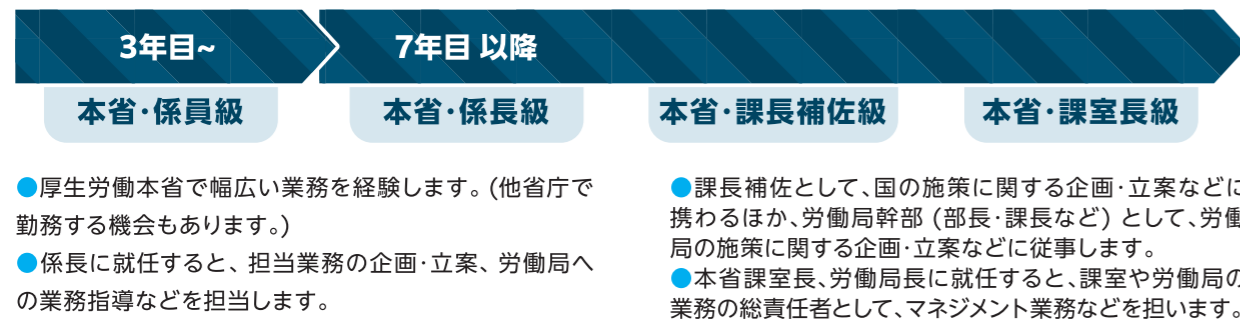 3年目~
7年目 以降
本省・係員級
本省・係長級
本省・課長補佐級
本省・課室長級
●厚生労働本省で幅広い業務を経験します。(他省庁で
勤務する機会もあります。)
●係長に就任すると、担当業務の企画・立案、労働局へ
の業務指導などを担当します。
●課長補佐として、国の施策に関する企画・立案などに
携わるほか、労働局幹部 (部長・課長など) として、労働
局の施策に関する企画・立案などに従事します。
●本省課室長、労働局長に就任すると、課室や労働局の
業務の総責任者として、マネジメント業務などを担います。